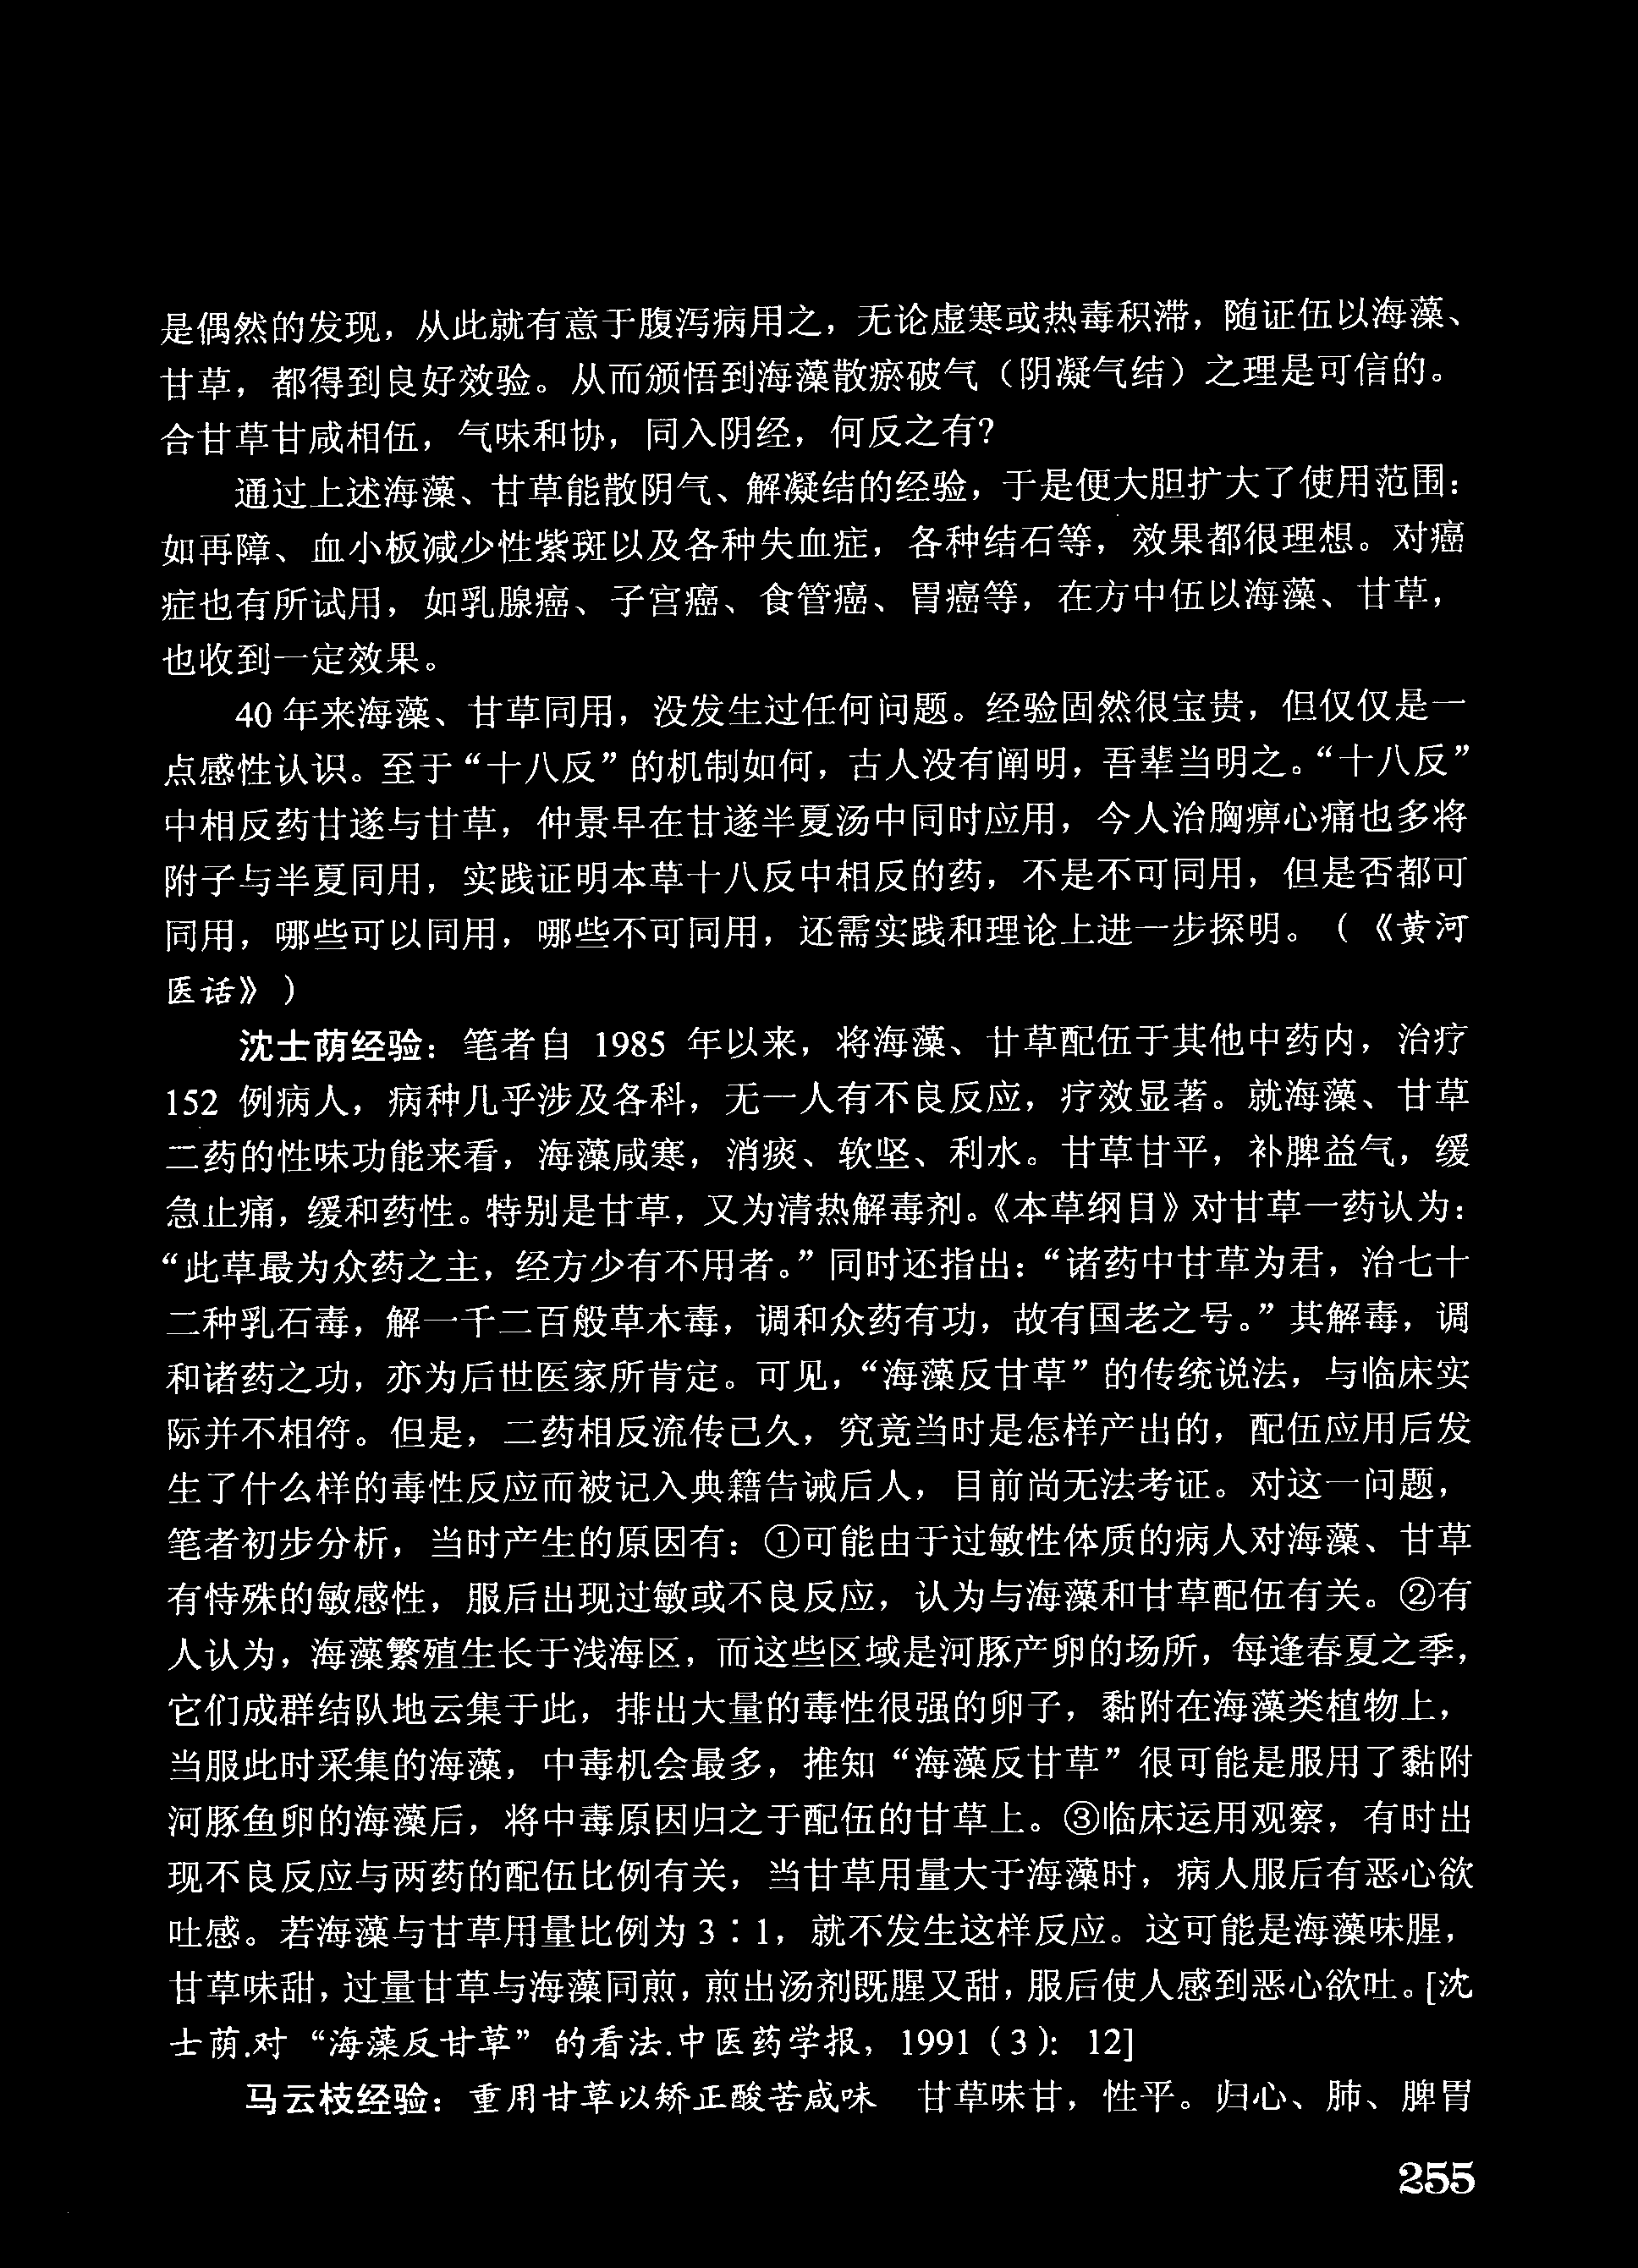 是偶然的发现，从此就有意于腹泻病用之，无论虚寒或热毒积滞，随证伍以海藻、
甘草，都得到良好效验。从而颁悟到海藻散瘀破气（阴凝气结）之理是可信的。
合甘草甘咸相伍，气味和协，同入阴经，何反之有？
通过上述海藻、甘草能散阴气、解凝结的经验，于是便大胆扩大了使用范围：
如再障、血小板减少性紫斑以及各种失血症，各种结石等，效果都很理想。对癌
症也有所试用，如乳腺癌、子宫癌、食管癌、胃癌等，在方中伍以海藻、甘草，
也收到一定效果。
40 年来海藻、甘草同用，没发生过任何问题。经验固然很宝贵，但仅仅是一
点感性认识。至于“十八反”的机制如何，古人没有阐明，吾辈当明之。“十八反”
中相反药甘遂与甘草，仲景早在甘遂半夏汤中同时应用，今人治胸痹心痛也多将
附子与半夏同用，实践证明本草十八反中相反的药，不是不可同用，但是否都可
同用，哪些可以同用，哪些不可同用，还需实践和理论上进一步探明。（《黄河
医话》）
沈士荫经验：笔者自 1985 年以来，将海藻、甘草配伍于其他中药内，治疗
152 例病人，病种几乎涉及各科，无一人有不良反应，疗效显著。就海藻、甘草
二药的性味功能来看，海藻咸寒，消痰、软坚、利水。甘草甘平，补脾益气，缓
急止痛，缓和药性。特别是甘草，又为清热解毒剂。《本草纲目》对甘草一药认为：
“此草最为众药之主，经方少有不用者。”同时还指出：“诸药中甘草为君，治七十
二种乳石毒，解一千二百般草木毒，调和众药有功，故有国老之号。”其解毒，调
和诸药之功，亦为后世医家所肯定。可见，“海藻反甘草”的传统说法，与临床实
际并不相符。但是，二药相反流传已久，究竟当时是怎样产出的，配伍应用后发
生了什么样的毒性反应而被记入典籍告诫后人，目前尚无法考证。对这一问题，
笔者初步分析，当时产生的原因有：①可能由于过敏性体质的病人对海藻、甘草
有恃殊的敏感性，服后出现过敏或不良反应，认为与海藻和甘草配伍有关。②有
人认为，海藻繁殖生长于浅海区，而这些区域是河豚产卵的场所，每逢春夏之季，
它们成群结队地云集于此，排出大量的毒性很强的卵子，黏附在海藻类植物上，
当服此时采集的海藻，中毒机会最多，推知“海藻反甘草”很可能是服用了黏附
河豚鱼卵的海藻后，将中毒原因归之于配伍的甘草上。③临床运用观察，有时出
现不良反应与两药的配伍比例有关，当甘草用量大于海藻时，病人服后有恶心欲
吐感。若海藻与甘草用量比例为 3∶1，就不发生这样反应。这可能是海藻味腥，
甘草味甜，过量甘草与海藻同煎，煎出汤剂既腥又甜，服后使人感到恶心欲吐。[沈
士荫.对“海藻反甘草”的看法.中医药学报，1991（3）：12]
马云枝经验：重用甘草以矫正酸苦咸味　甘草味甘，性平。归心、肺、脾胃
255